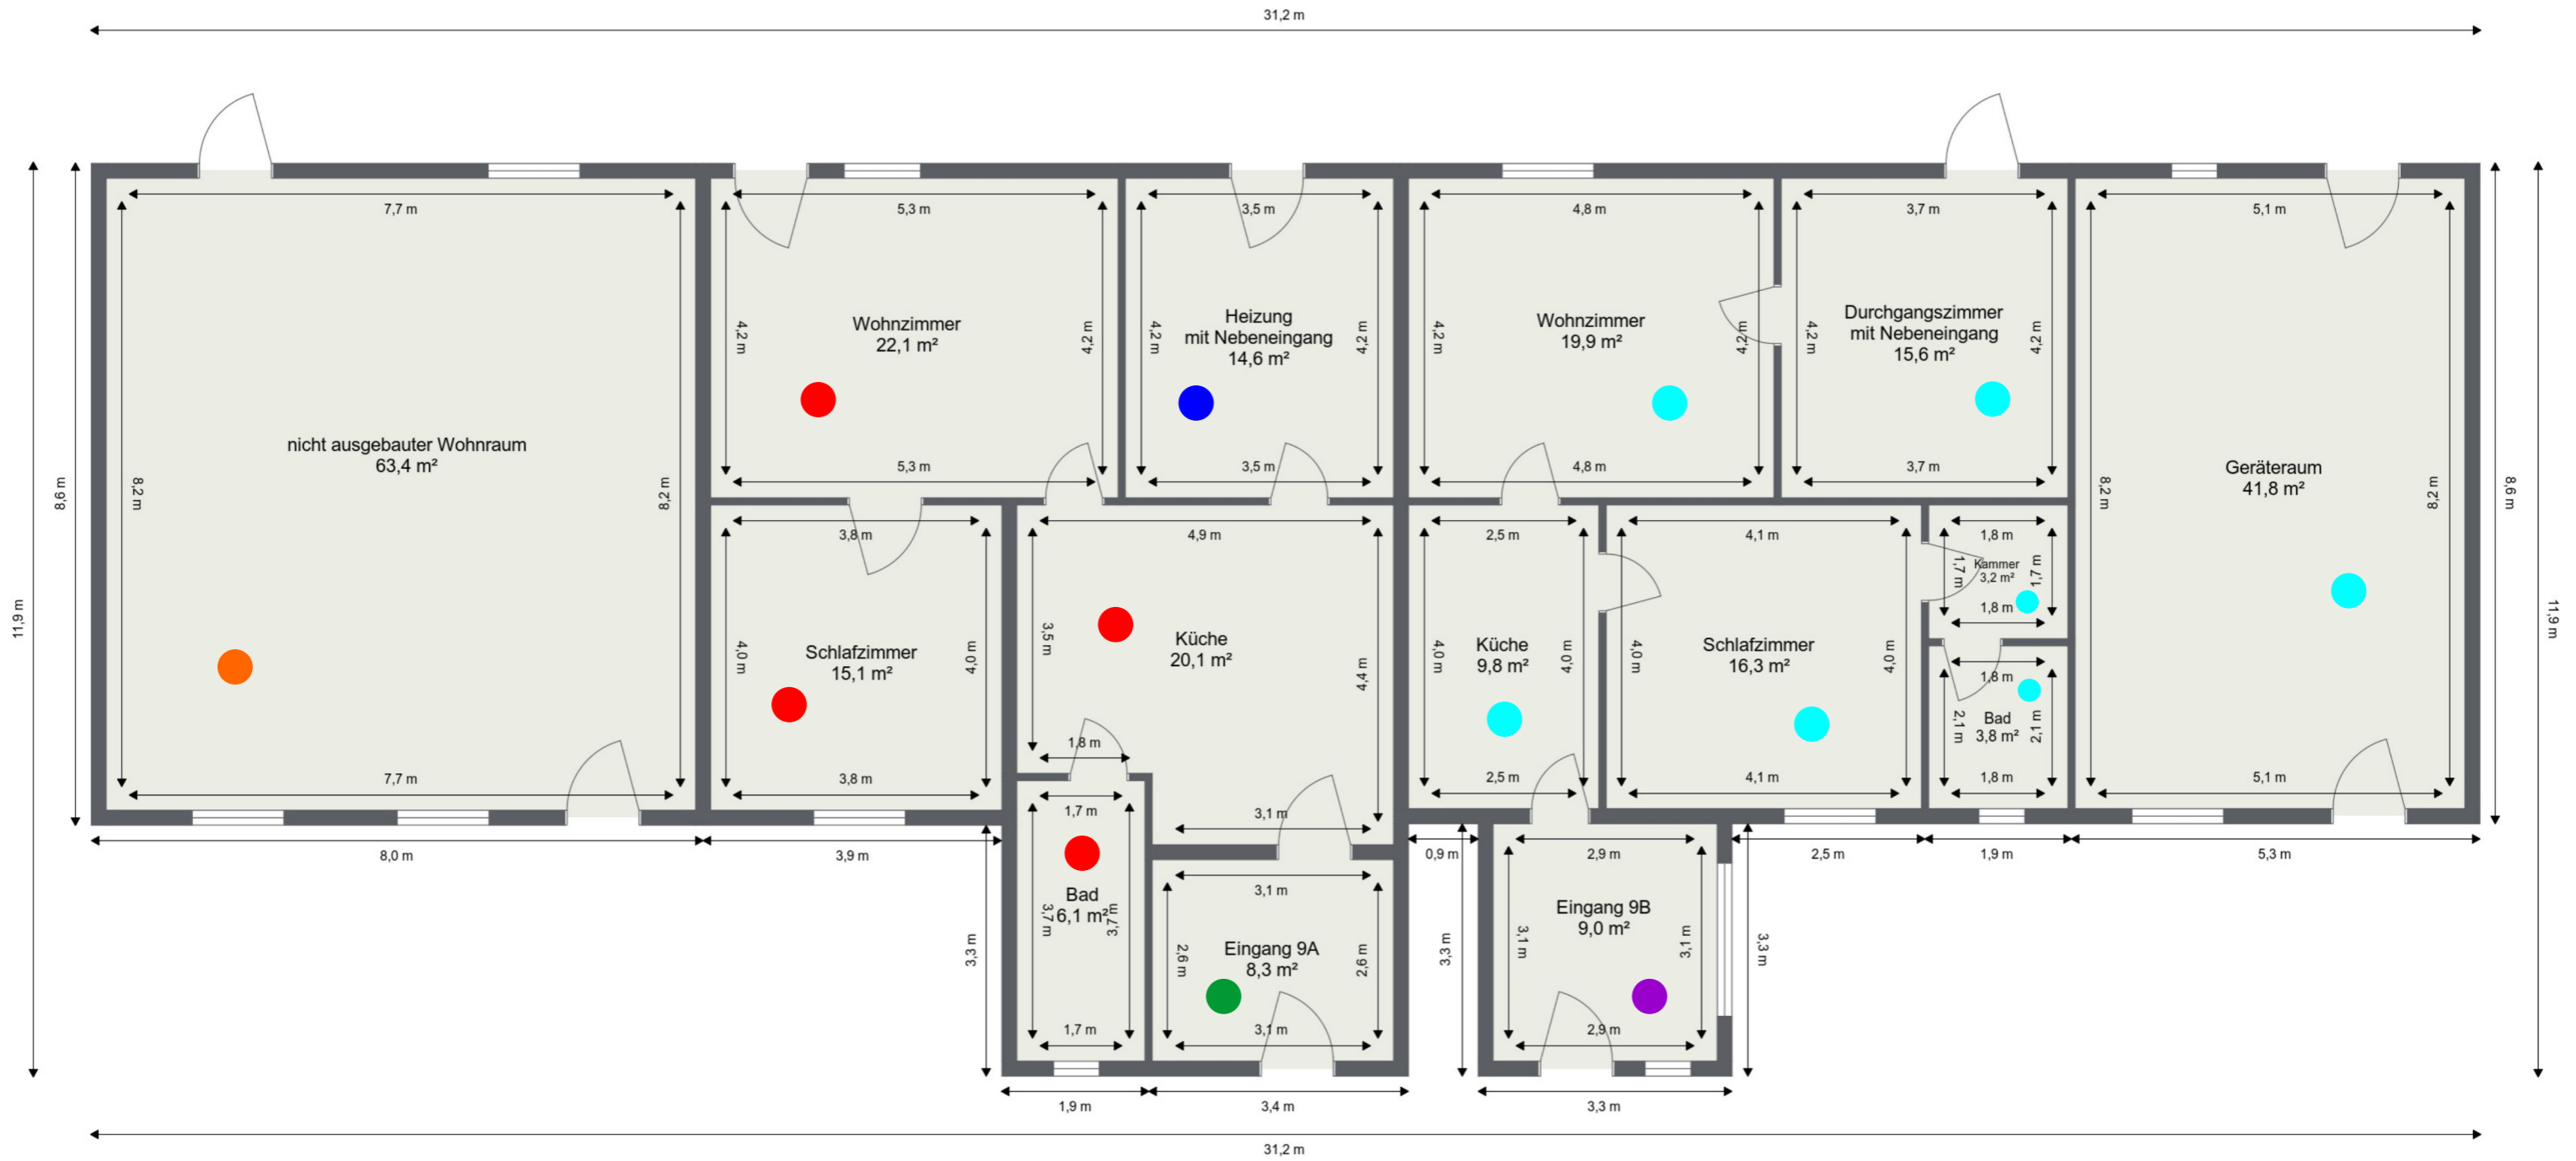 31,2 m
7,7 m
5,3 m
3,5 m
4,8 m
3,7 m
5,1 m
Wohnzimmer
22,1 m²
4,2 m
4,2 m
Heizung
mit Nebeneingang
14,6 m²
4,2 m
4,2 m
Wohnzimmer
19,9 m²
4,2 m
4,2 m
Durchgangszimmer
mit Nebeneingang
15,6 m²
4,2 m
4,2 m
nicht ausgebauter Wohnraum
63,4 m²
5,3 m
3,5 m
4,8 m
3,7 m
Geräteraum
41,8 m²
8,6 m
8,2 m
8,2 m
8,2 m
8,2 m
8,6 m
3,8 m
4,9 m
2,5 m
4,1 m
1,8 m
Kammer
3,2 m²
1,7 m
1,7 m
1,8 m
11,9 m
11,9 m
Schlafzimmer
15,1 m²
4,0 m
4,0 m
3,5 m
Küche
20,1 m²
4,4 m
Küche
9,8 m²
4,0 m
4,0 m
Schlafzimmer
16,3 m²
4,0 m
4,0 m
1,8 m
Bad
3,8 m²
2,1 m
2,1 m
1,8 m
7,7 m
3,8 m
1,8 m
2,5 m
4,1 m
1,8 m
5,1 m
1,7 m
3,1 m
8,0 m
3,9 m
0,9 m
2,9 m
2,5 m
1,9 m
5,3 m
3,1 m
Bad
6,1 m²
3,7 m
3,7 m
Eingang 9A
8,3 m²
2,6 m
2,6 m
Eingang 9B
9,0 m²
3,1 m
3,1 m
3,3 m
3,3 m
3,3 m
1,7 m
3,1 m
2,9 m
1,9 m
3,4 m
3,3 m
31,2 m